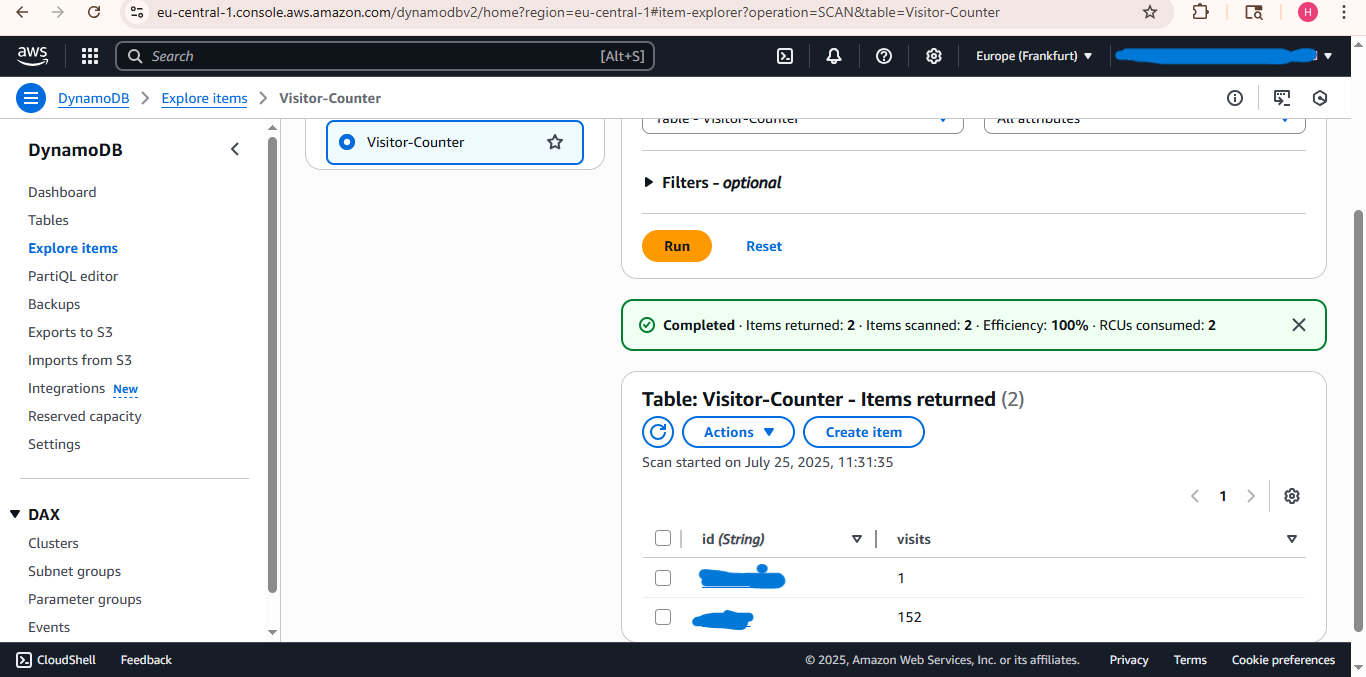 eu-central-1.console.aws.amazon.com/dynamodbv2/home?region=eu-central-1#item-explorer?operation=SCAN&table=Visitor-Counter
H
aws
Search [Alt+S]
Europe (Frankfurt)
DynamoDB
Explore items
Visitor-Counter
DynamoDB
Dashboard
Tables
Explore items
PartiQL editor
Backups
Exports to S3
Imports from S3
Integrations New
Reserved capacity
Settings
DAX
Clusters
Subnet groups
Parameter groups
Events
Visitor-Counter
Table - Visitor-Counter
All attributes
Filters - optional
Run
Reset
Completed · Items returned: 2 · Items scanned: 2 · Efficiency: 100% · RCUs consumed: 2
Table: Visitor-Counter - Items returned (2)
Actions
Create item
Scan started on July 25, 2025, 11:31:35
1
id (String)
visits
1
152
CloudShell
Feedback
© 2025, Amazon Web Services, Inc. or its affiliates.
Privacy
Terms
Cookie preferences